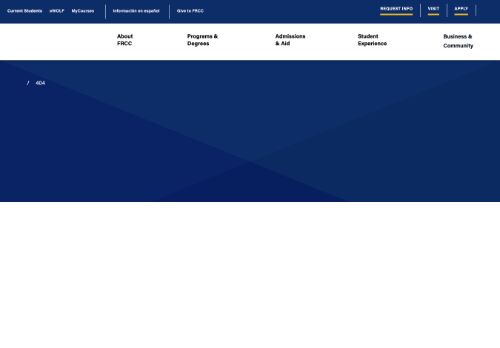 Current Students eWOLF MyCourses Información en español Give to FRCC REQUEST INFO VISIT APPLY
About Programs & Admissions Student Business &
FRCC Degrees & Aid Experience Community
/ 404